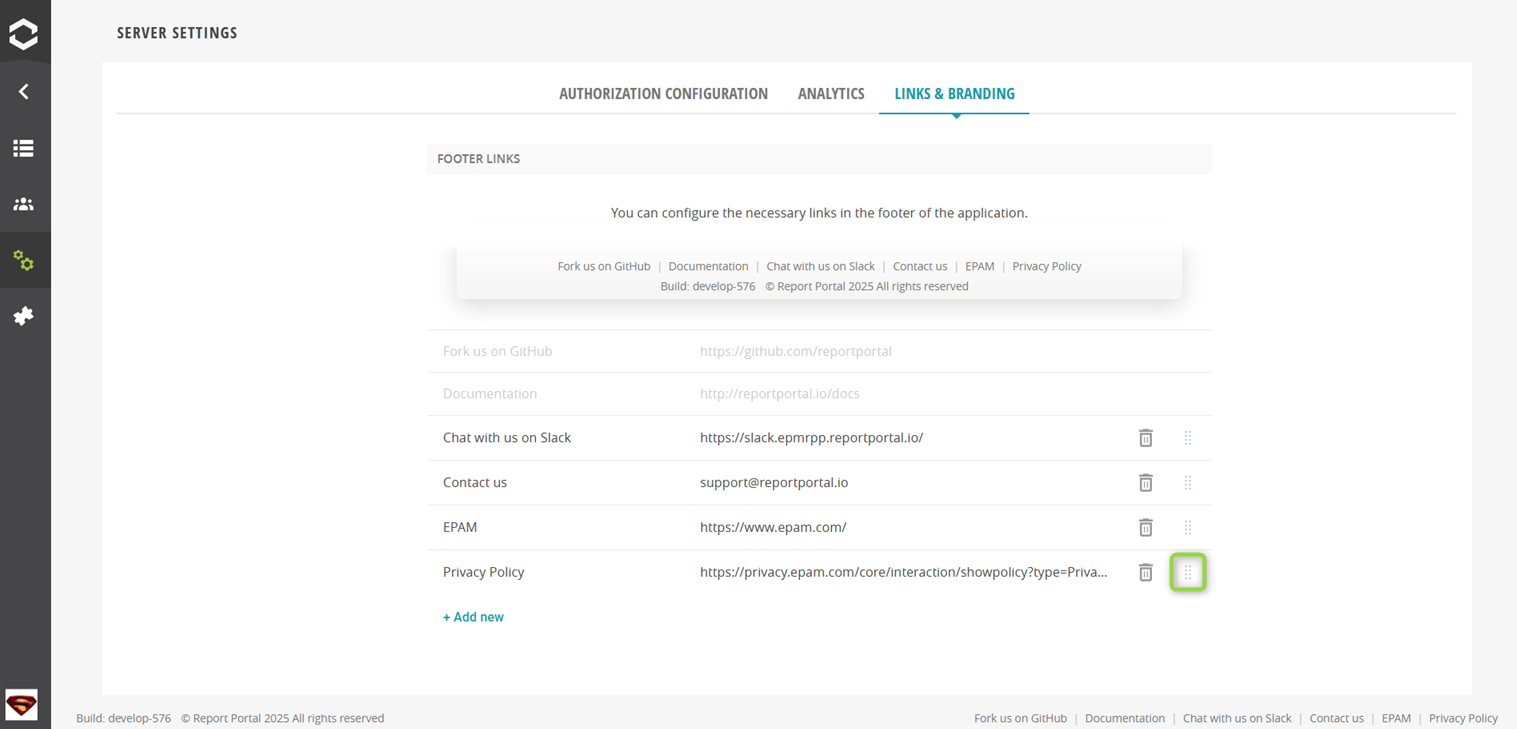 SERVER SETTINGS
AUTHORIZATION CONFIGURATION ANALYTICS LINKS & BRANDING
FOOTER LINKS
You can configure the necessary links in the footer of the application.
Fork us on GitHub | Documentation | Chat with us on Slack | Contact us | EPAM | Privacy Policy
Build: develop-576 © Report Portal 2025 All rights reserved
Fork us on GitHub https://github.com/reportportal
Documentation http://reportportal.io/docs
Chat with us on Slack https://slack.epmrpp.reportportal.io/
Contact us support@reportportal.io
EPAM https://www.epam.com/
Privacy Policy https://privacy.epam.com/core/interaction/showpolicy?type=Priva...
+ Add new
Build: develop-576 © Report Portal 2025 All rights reserved Fork us on GitHub | Documentation | Chat with us on Slack | Contact us | EPAM | Privacy Policy